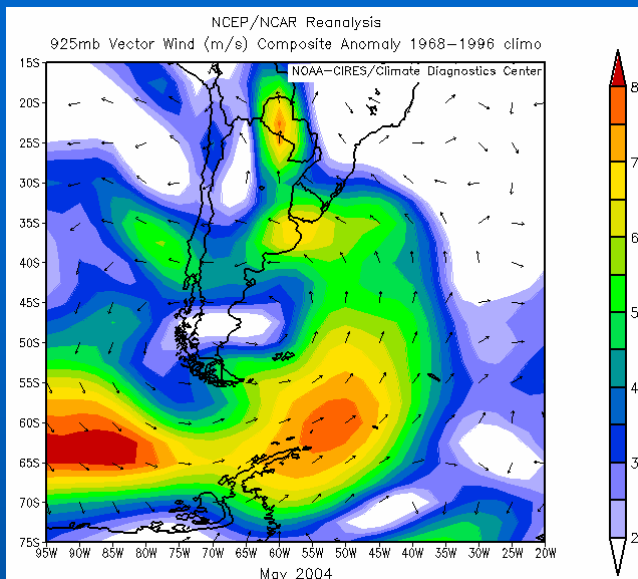 NCEP/NCAR Reanalysis
925mb Vector Wind (m/s) Composite Anomaly 1968-1996 climo
NOAA-CIRES/Climate Diagnostics Center
15S
20S
25S
30S
35S
40S
45S
50S
55S
60S
65S
70S
75S
95W 90W 85W 80W 75W 70W 65W 60W 55W 50W 45W 40W 35W 30W 25W 20W
May 2004
8
7
6
5
4
3
2